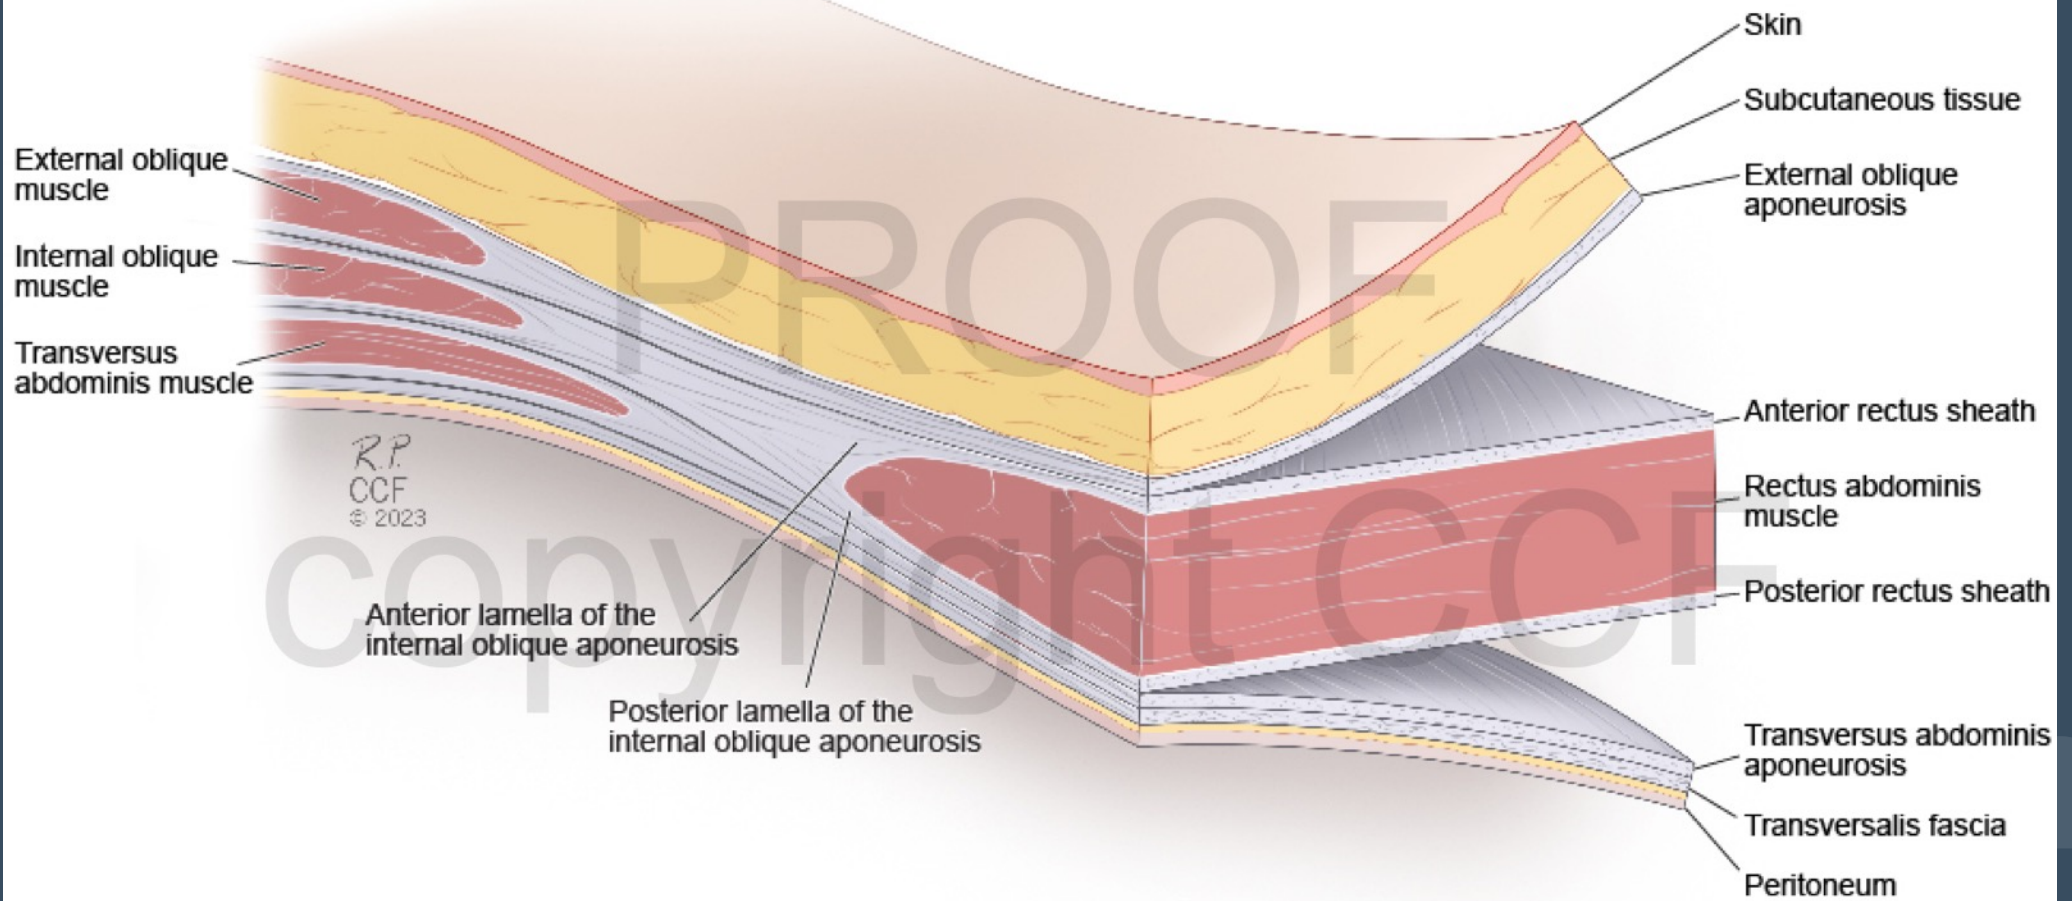 Skin
Subcutaneous tissue
External oblique
aponeurosis
External oblique
muscle
Internal oblique
muscle
Transversus
abdominis muscle
PROOF
Anterior rectus sheath
Rectus abdominis
muscle
Posterior rectus sheath
R.P.
CCF
© 2023
copyright CCF
Anterior lamella of the
internal oblique aponeurosis
Posterior lamella of the
internal oblique aponeurosis
Transversus abdominis
aponeurosis
Transversalis fascia
Peritoneum